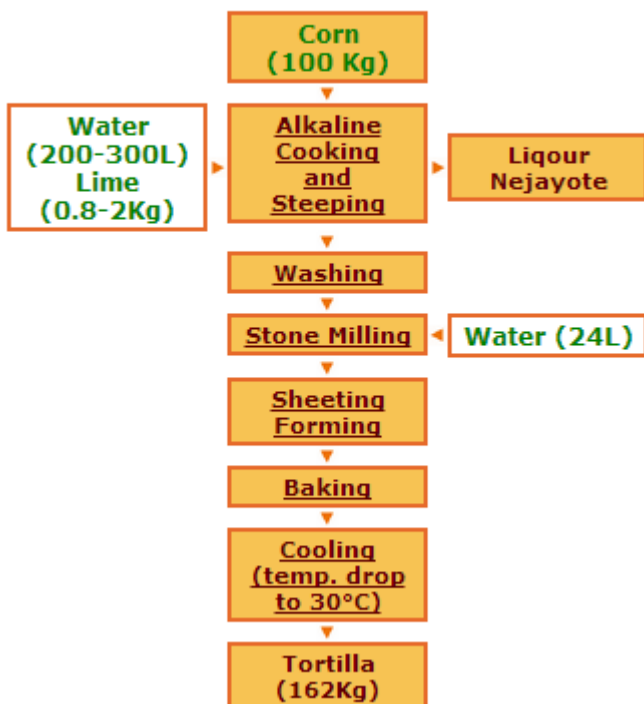 Corn
(100 Kg)
Water
(200-300L)
Lime
(0.8-2Kg)
Alkaline
Cooking
and
Steeping
Liqour
Nejayote
Washing
Stone Milling
Water (24L)
Sheeting
Forming
Baking
Cooling
(temp. drop
to 30°C)
Tortilla
(162Kg)